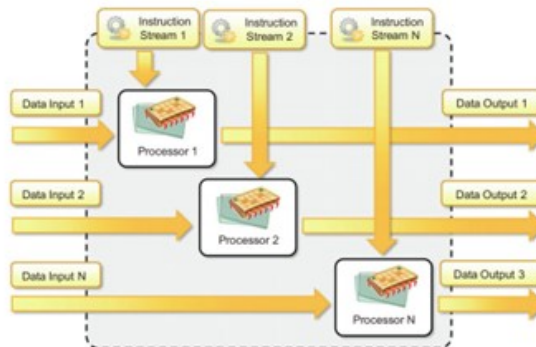 Instruction
Stream 1
Instruction
Stream 2
Instruction
Stream N
Data Input 1
Data Output 1
Processor 1
Data Input 2
Data Output 2
Processor 2
Data Input N
Data Output 3
Processor N